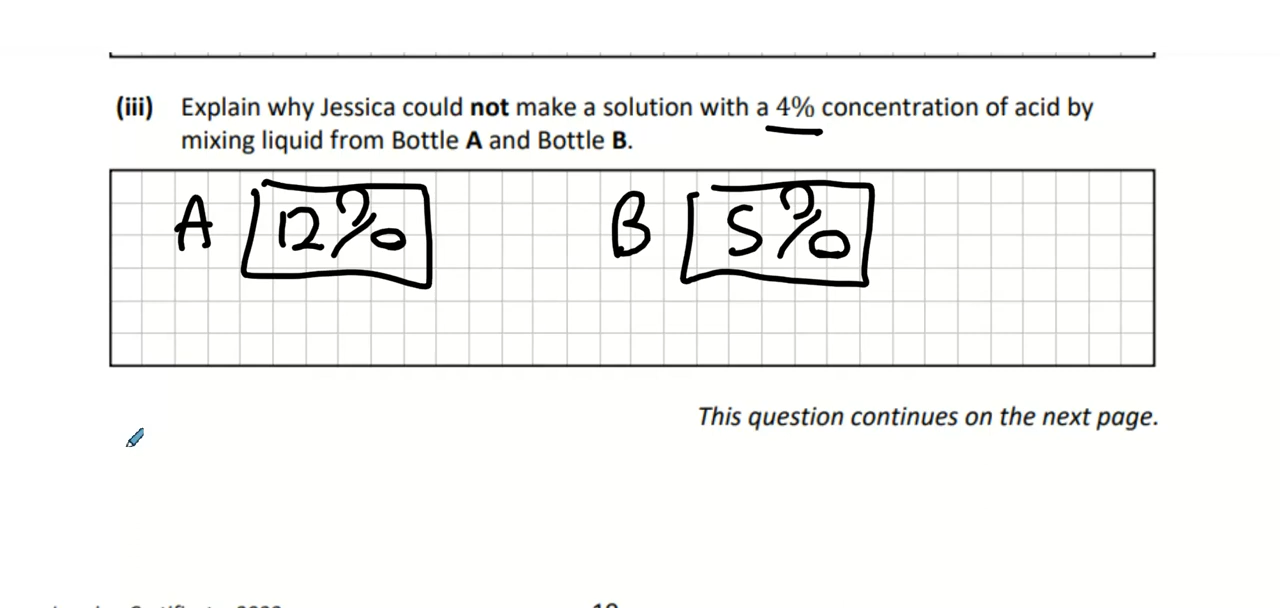 (iii) Explain why Jessica could not make a solution with a 4% concentration of acid by
mixing liquid from Bottle A and Bottle B.
A 12% B 5%
This question continues on the next page.